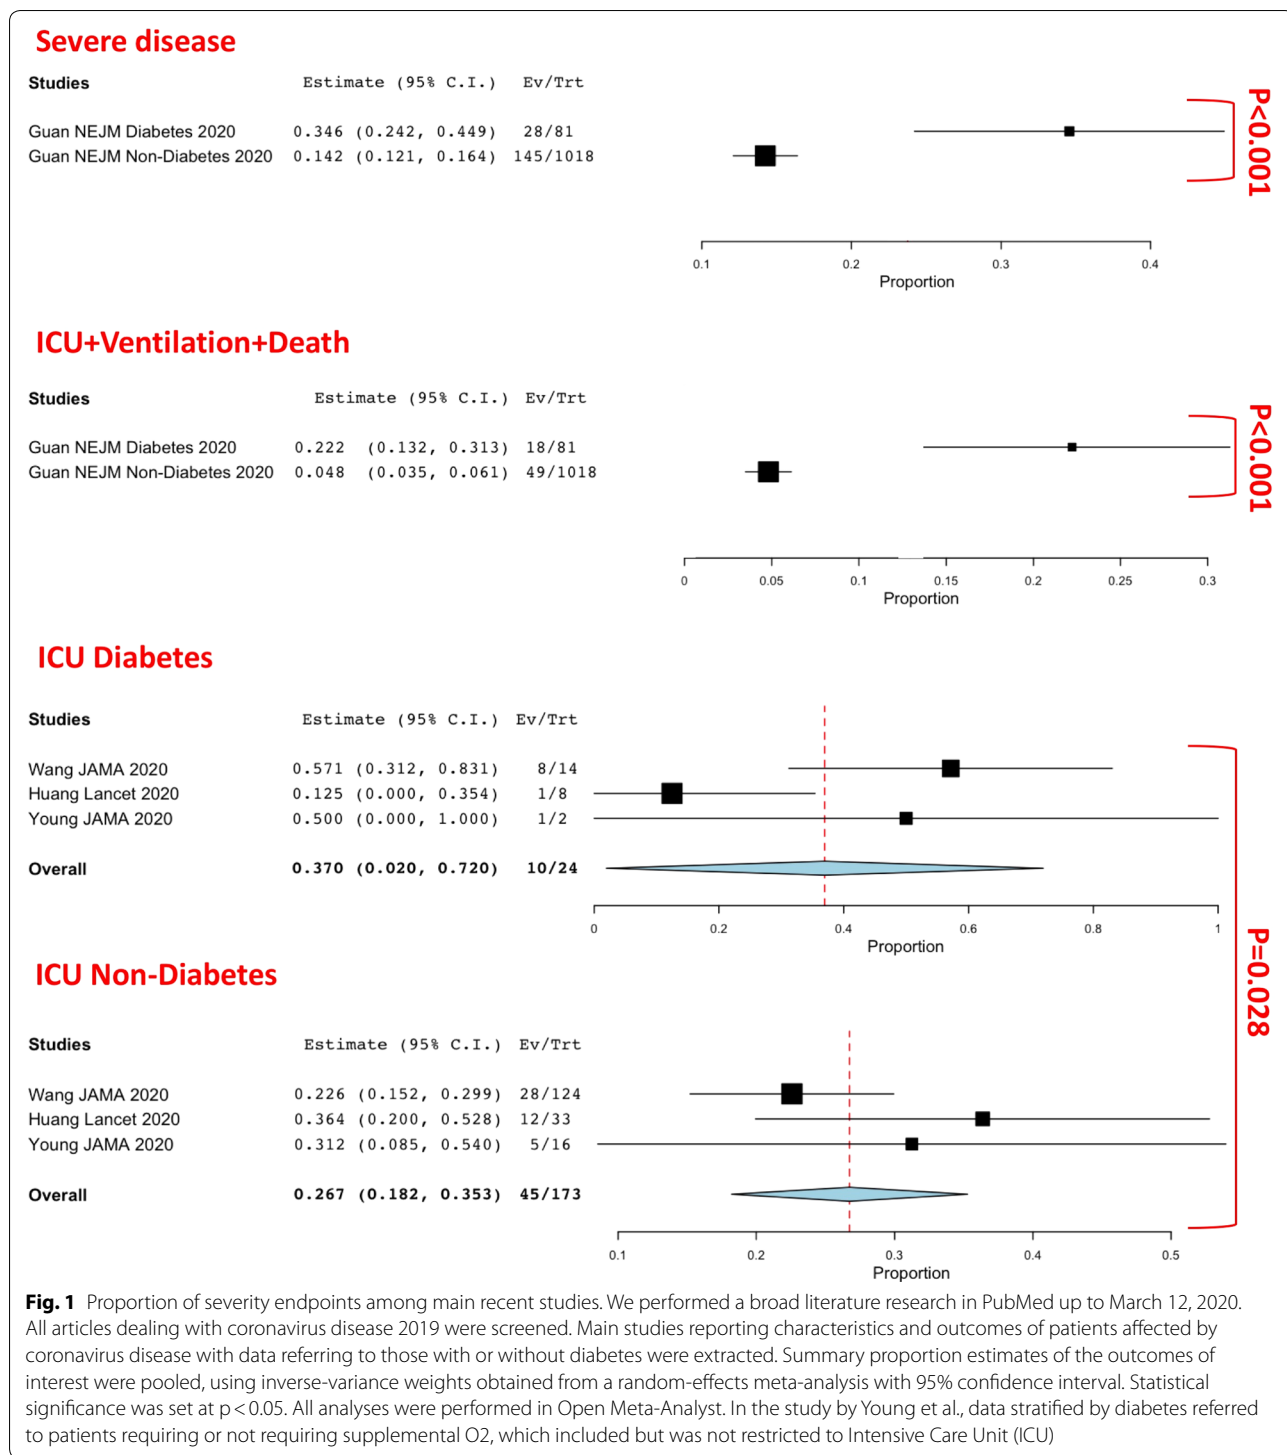 Severe disease
Studies Estimate (95% C.I.) Ev/Trt
Guan NEJM Diabetes 2020 0.346 (0.242, 0.449) 28/81
Guan NEJM Non-Diabetes 2020 0.142 (0.121, 0.164) 145/1018
P<0.001
0.1 0.2 0.3 0.4
Proportion
ICU+Ventilation+Death
Studies Estimate (95% C.I.) Ev/Trt
Guan NEJM Diabetes 2020 0.222 (0.132, 0.313) 18/81
Guan NEJM Non-Diabetes 2020 0.048 (0.035, 0.061) 49/1018
P<0.001
0 0.05 0.1 0.15 0.2 0.25 0.3
Proportion
ICU Diabetes
Studies Estimate (95% C.I.) Ev/Trt
Wang JAMA 2020 0.571 (0.312, 0.831) 8/14
Huang Lancet 2020 0.125 (0.000, 0.354) 1/8
Young JAMA 2020 0.500 (0.000, 1.000) 1/2
Overall 0.370 (0.020, 0.720) 10/24
0 0.2 0.4 0.6 0.8 1
Proportion
P=0.028
ICU Non-Diabetes
Studies Estimate (95% C.I.) Ev/Trt
Wang JAMA 2020 0.226 (0.152, 0.299) 28/124
Huang Lancet 2020 0.364 (0.200, 0.528) 12/33
Young JAMA 2020 0.312 (0.085, 0.540) 5/16
Overall 0.267 (0.182, 0.353) 45/173
0.1 0.2 0.3 0.4 0.5
Proportion
Fig. 1 Proportion of severity endpoints among main recent studies. We performed a broad literature research in PubMed up to March 12, 2020.
All articles dealing with coronavirus disease 2019 were screened. Main studies reporting characteristics and outcomes of patients affected by
coronavirus disease with data referring to those with or without diabetes were extracted. Summary proportion estimates of the outcomes of
interest were pooled, using inverse-variance weights obtained from a random-effects meta-analysis with 95% confidence interval. Statistical
significance was set at p < 0.05. All analyses were performed in Open Meta-Analyst. In the study by Young et al., data stratified by diabetes referred
to patients requiring or not requiring supplemental O2, which included but was not restricted to Intensive Care Unit (ICU)